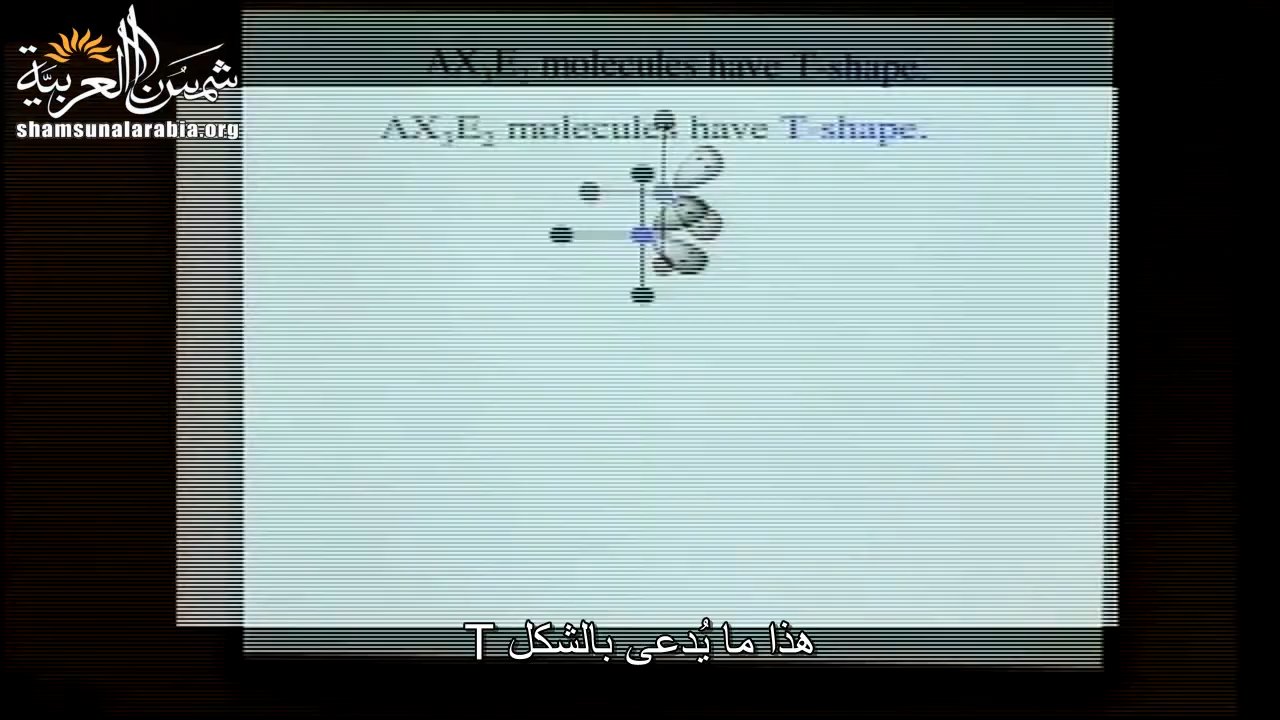 شمس العربية
shamsunalarabia.org
AX₃E₂ molecules have T-shape.
AX₃E₂ molecules have T-shape.
هذا ما يُدعى بالشكل T